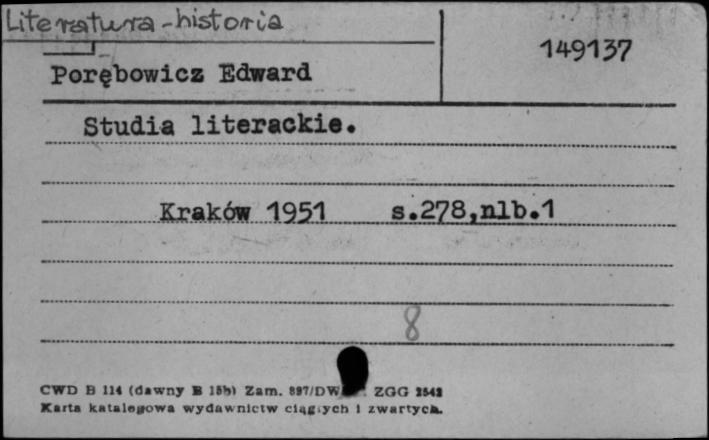 Literatura-historia
149137
Porębowicz Edward
Studia literackie.
Kraków 1951 s.278,nlb.1
8
CWD B 114 (dawny B 15b) Zam. 897/DW ZGG 2542
Karta katalogowa wydawnictw ciągłych i zwartych.